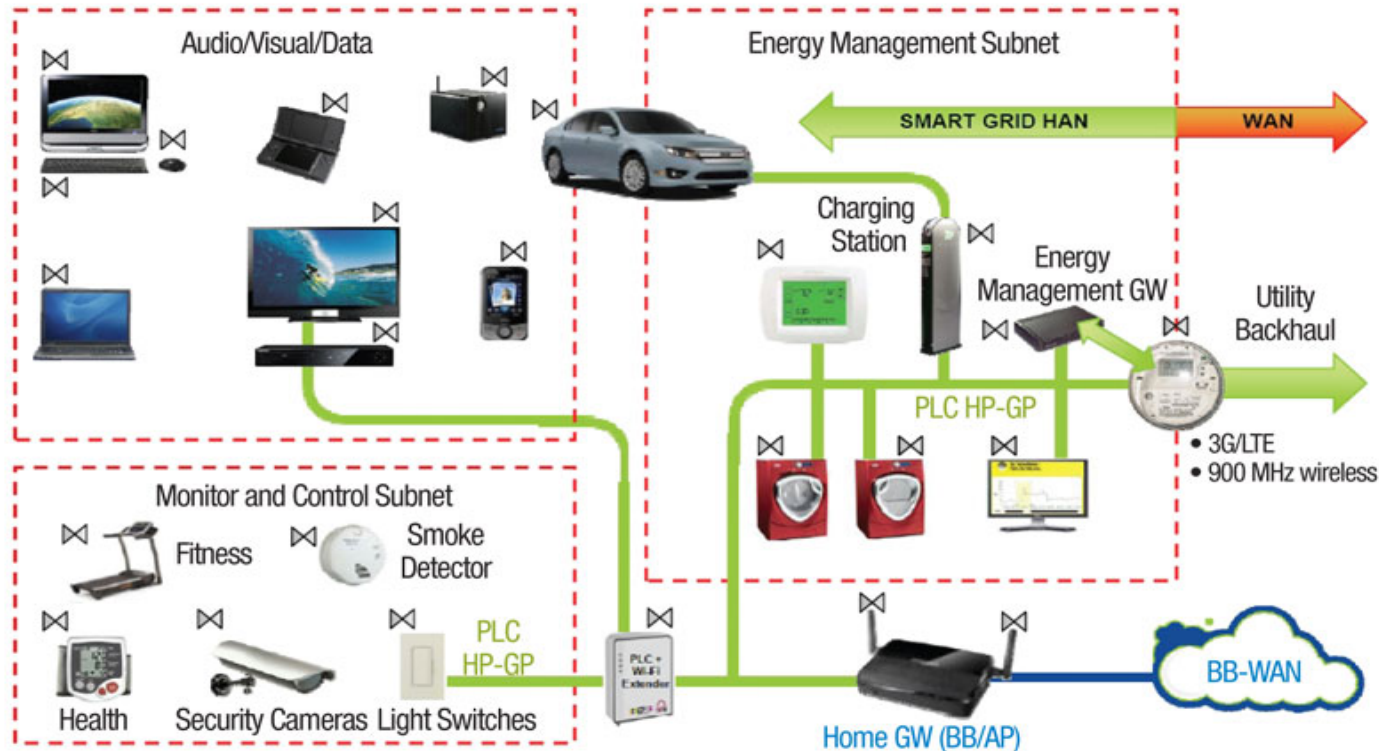 Audio/Visual/Data
Energy Management Subnet
SMART GRID HAN
WAN
Charging
Station
Energy
Management GW
Utility
Backhaul
PLC HP-GP
• 3G/LTE
• 900 MHz wireless
Monitor and Control Subnet
Fitness
Smoke
Detector
PLC
HP-GP
PLC +
Wi-Fi
Extender
Health
Security Cameras
Light Switches
Home GW (BB/AP)
BB-WAN